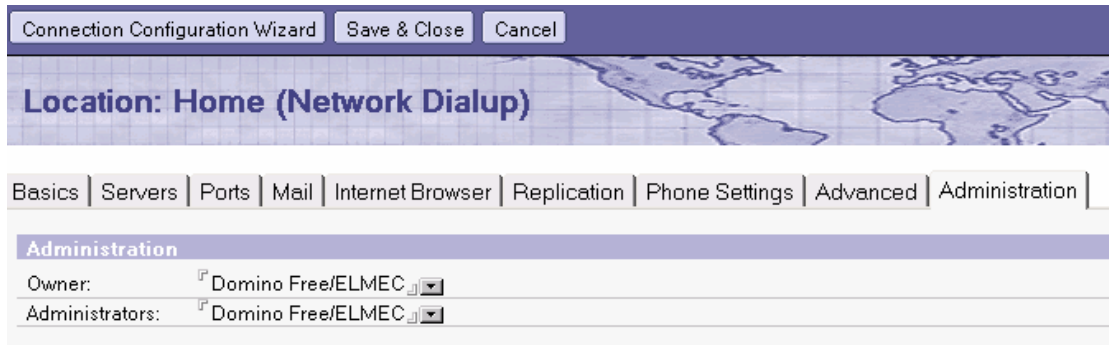 Connection Configuration Wizard Save & Close Cancel
Location: Home (Network Dialup)
Basics Servers Ports Mail Internet Browser Replication Phone Settings Advanced Administration
Administration
Owner: Domino Free/ELMEC
Administrators: Domino Free/ELMEC